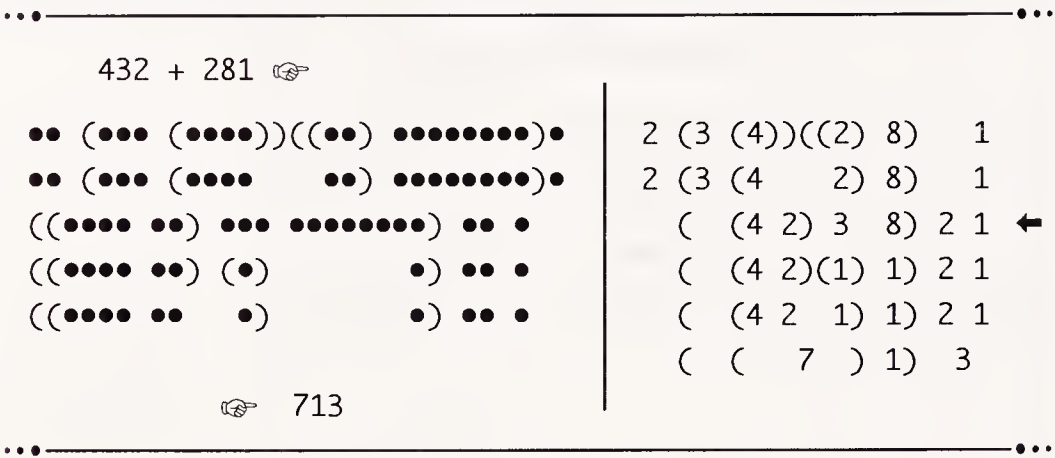 432 + 281 ☞
●● (●●● (●●●●))((●●) ●●●●●●●●)● 2 (3 (4))((2) 8) 1
●● (●●● (●●●● ●●) ●●●●●●●●)● 2 (3 (4 2) 8) 1
((●●●● ●●) ●●● ●●●●●●●●) ●● ● ( (4 2) 3 8) 2 1 ⬅
((●●●● ●●) (●) ●) ●● ● ( (4 2)(1) 1) 2 1
((●●●● ●● ●) ●) ●● ● ( (4 2 1) 1) 2 1
( ( 7 ) 1) 3
☞ 713